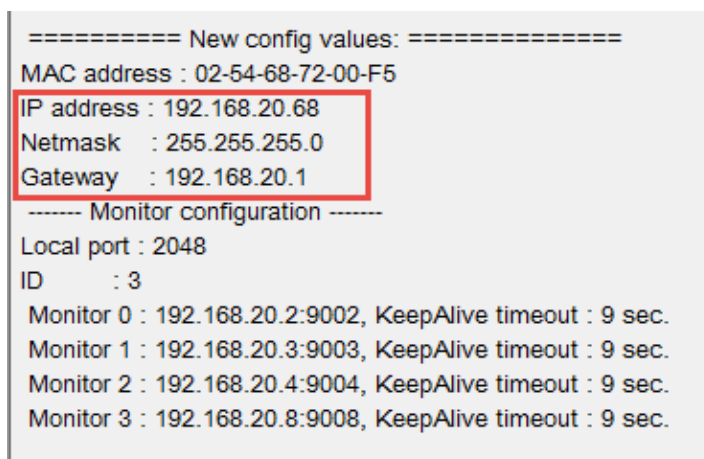 ========== New config values: ==============
MAC address : 02-54-68-72-00-F5
IP address : 192.168.20.68
Netmask : 255.255.255.0
Gateway : 192.168.20.1
------- Monitor configuration -------
Local port : 2048
ID : 3
Monitor 0 : 192.168.20.2:9002, KeepAlive timeout : 9 sec.
Monitor 1 : 192.168.20.3:9003, KeepAlive timeout : 9 sec.
Monitor 2 : 192.168.20.4:9004, KeepAlive timeout : 9 sec.
Monitor 3 : 192.168.20.8:9008, KeepAlive timeout : 9 sec.